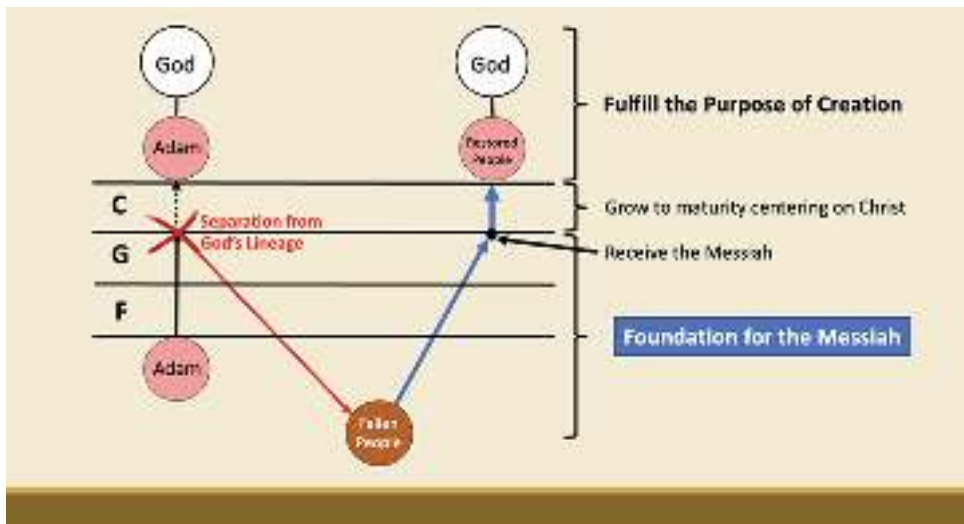 God
God
Adam
Restored
People
Fulfill the Purpose of Creation
C
Separation from
God's Lineage
Grow to maturity centering on Christ
G
Receive the Messiah
F
Foundation for the Messiah
Adam
Fallen
People